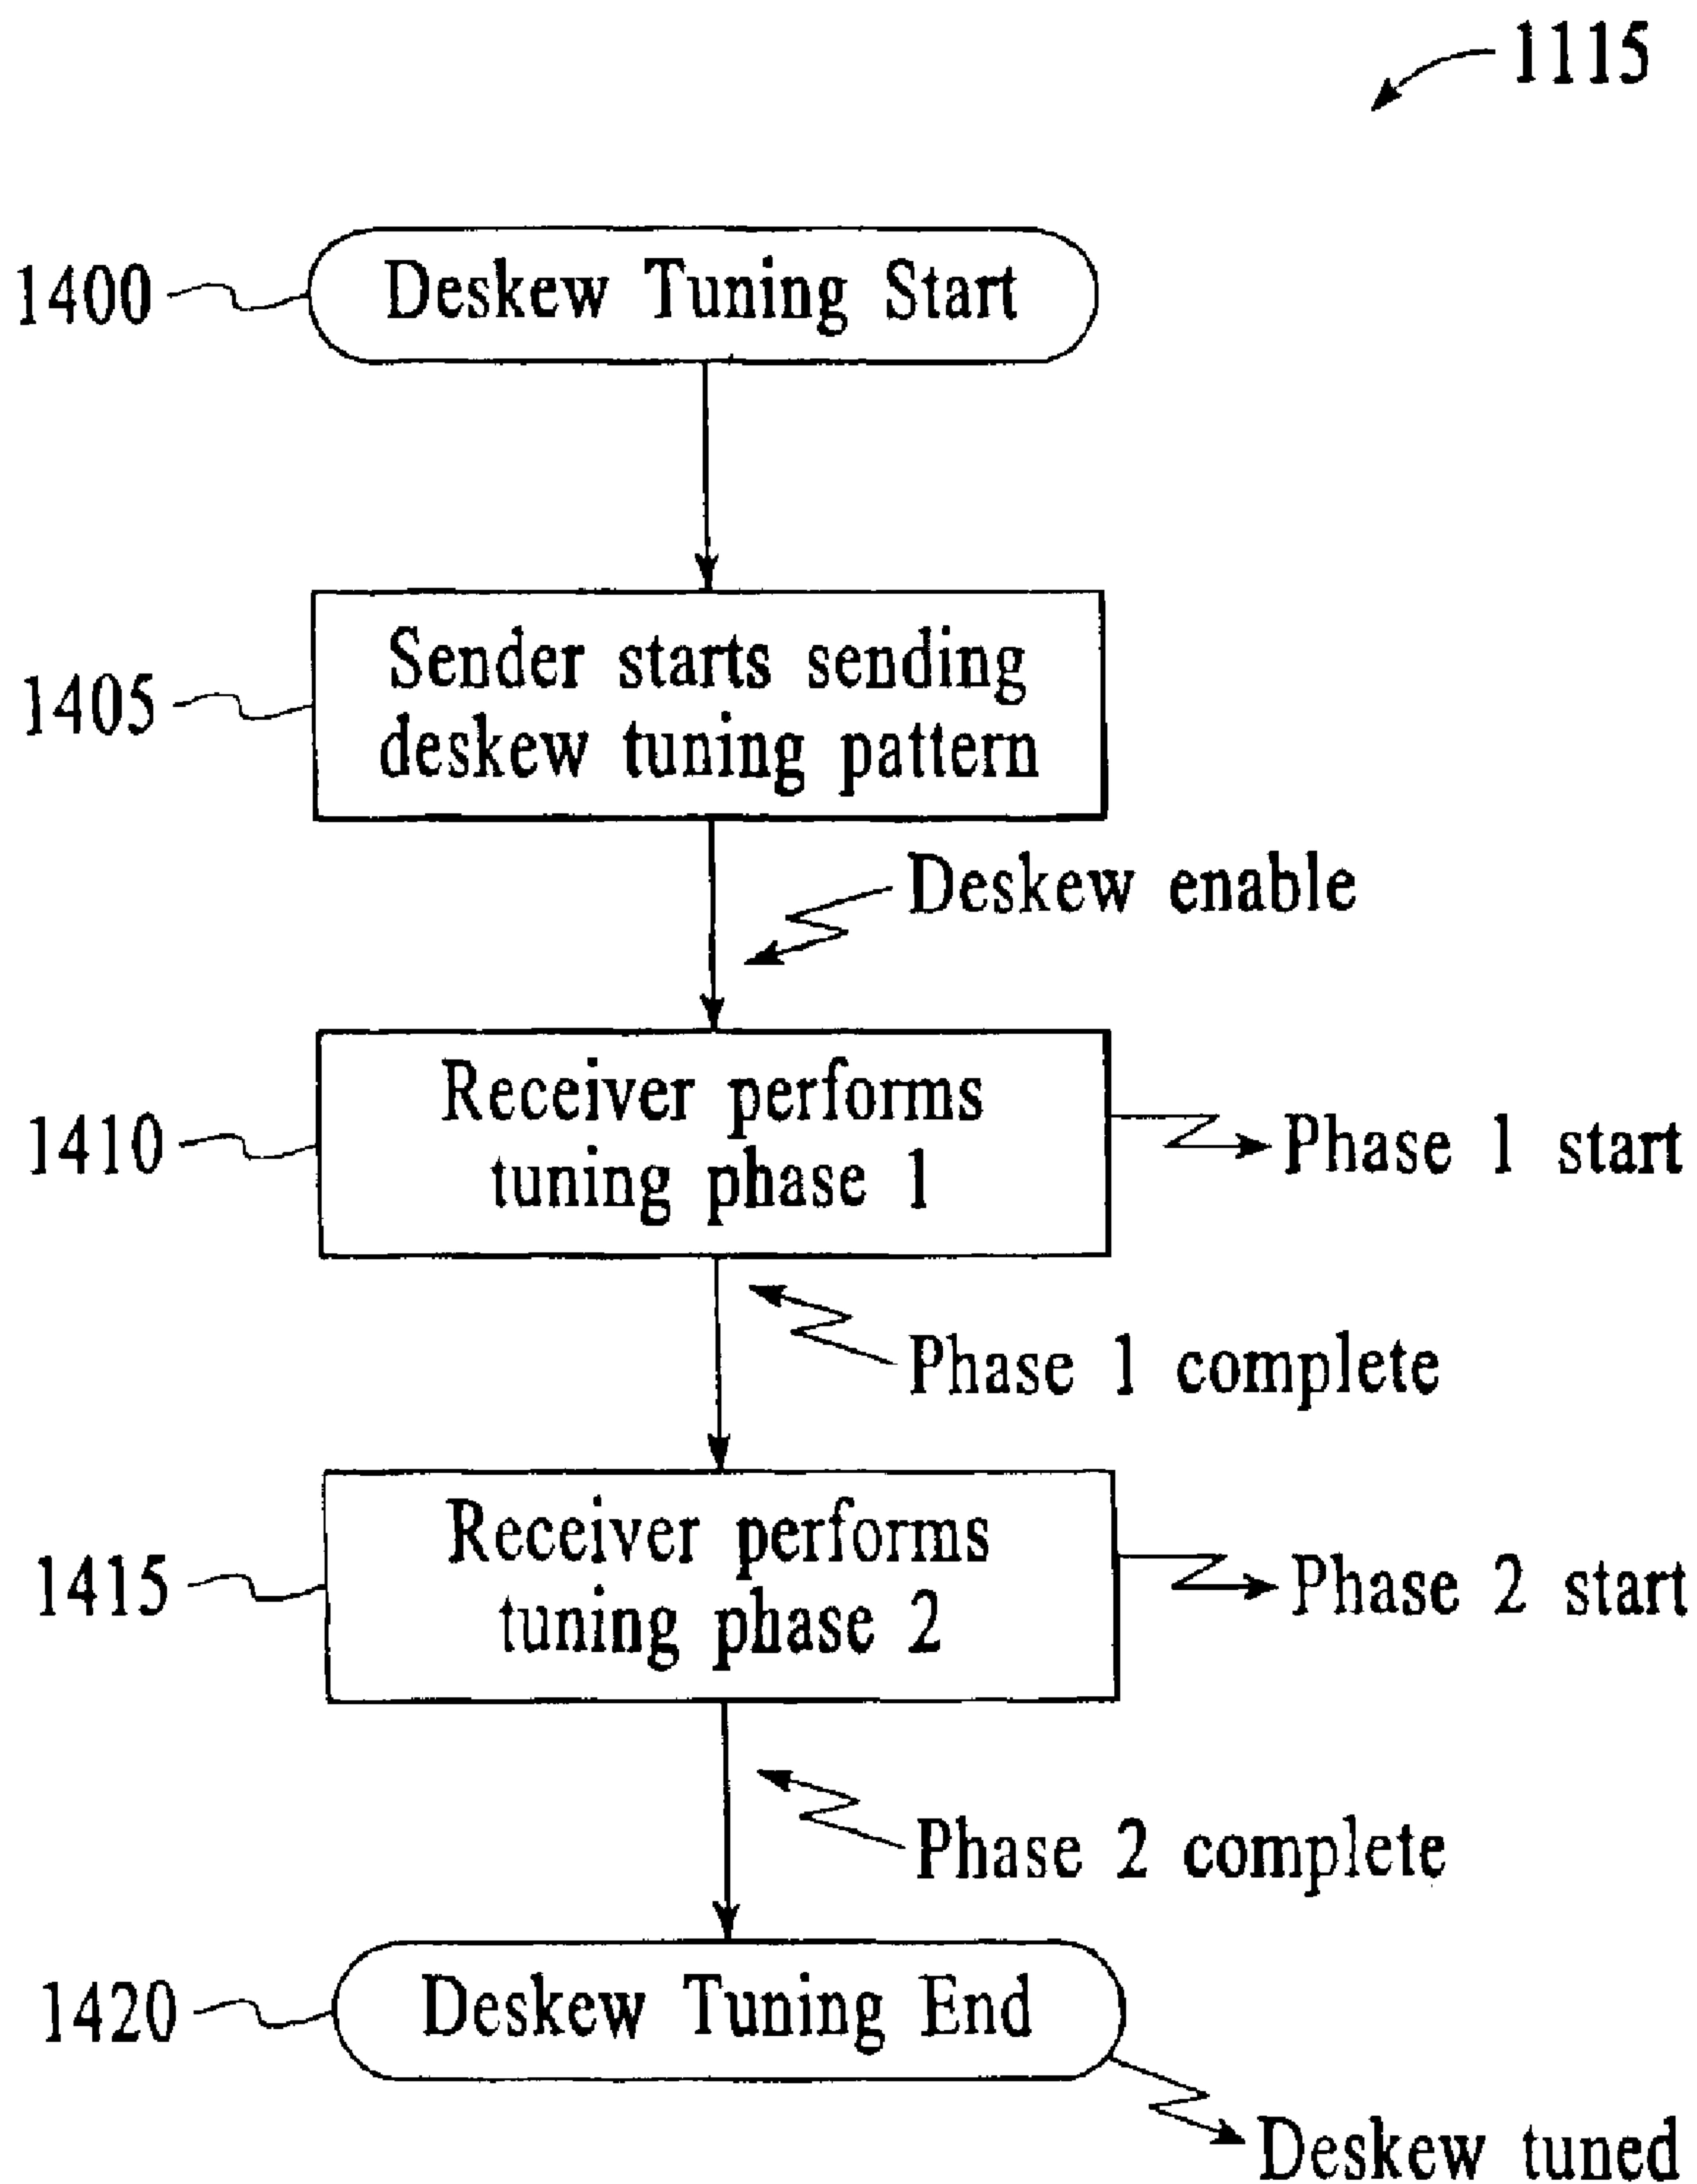 1115
1400
Deskew Tuning Start
1405
Sender starts sending
deskew tuning pattern
Deskew enable
1410
Receiver performs
tuning phase 1
Phase 1 start
Phase 1 complete
1415
Receiver performs
tuning phase 2
Phase 2 start
Phase 2 complete
1420
Deskew Tuning End
Deskew tuned